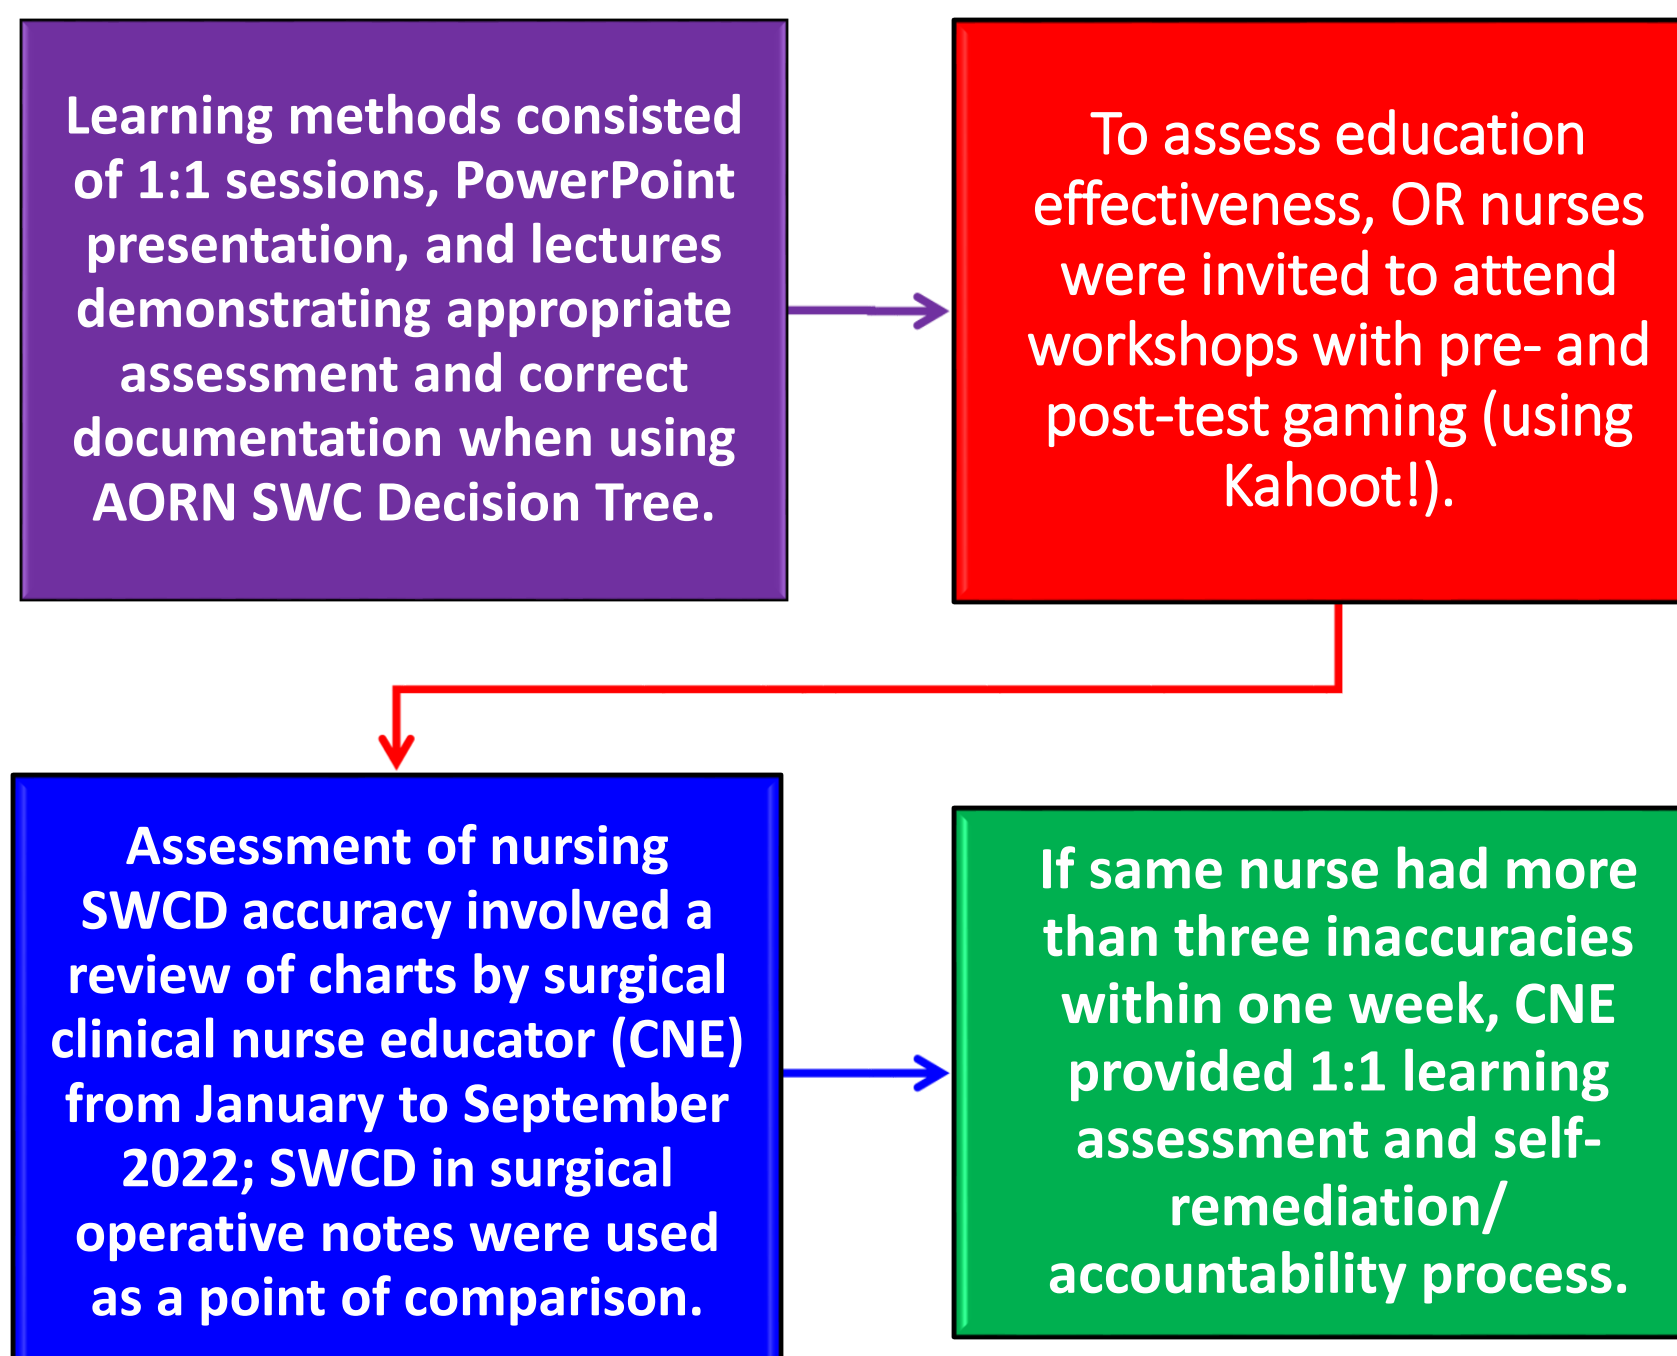 Learning methods consisted
of 1:1 sessions, PowerPoint
presentation, and lectures
demonstrating appropriate
assessment and correct
documentation when using
AORN SWC Decision Tree.
To assess education
effectiveness, OR nurses
were invited to attend
workshops with pre- and
post-test gaming (using
Kahoot!).
Assessment of nursing
SWCD accuracy involved a
review of charts by surgical
clinical nurse educator (CNE)
from January to September
2022; SWCD in surgical
operative notes were used
as a point of comparison.
If same nurse had more
than three inaccuracies
within one week, CNE
provided 1:1 learning
assessment and self-
remediation/
accountability process.